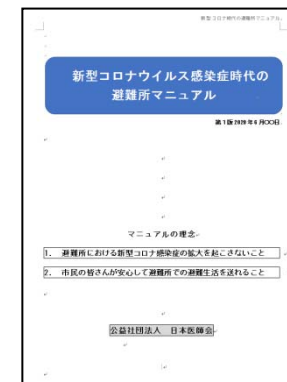 新型コロナ時代の避難所マニュアル
新型コロナウイルス感染症時代の
避難所マニュアル
第1版2020年6月〇〇日
マニュアルの理念
1. 避難所における新型コロナ感染症の拡大を起こさないこと
2. 市民の皆さんが安心して避難所での避難生活を送れること
公益社団法人 日本医師会